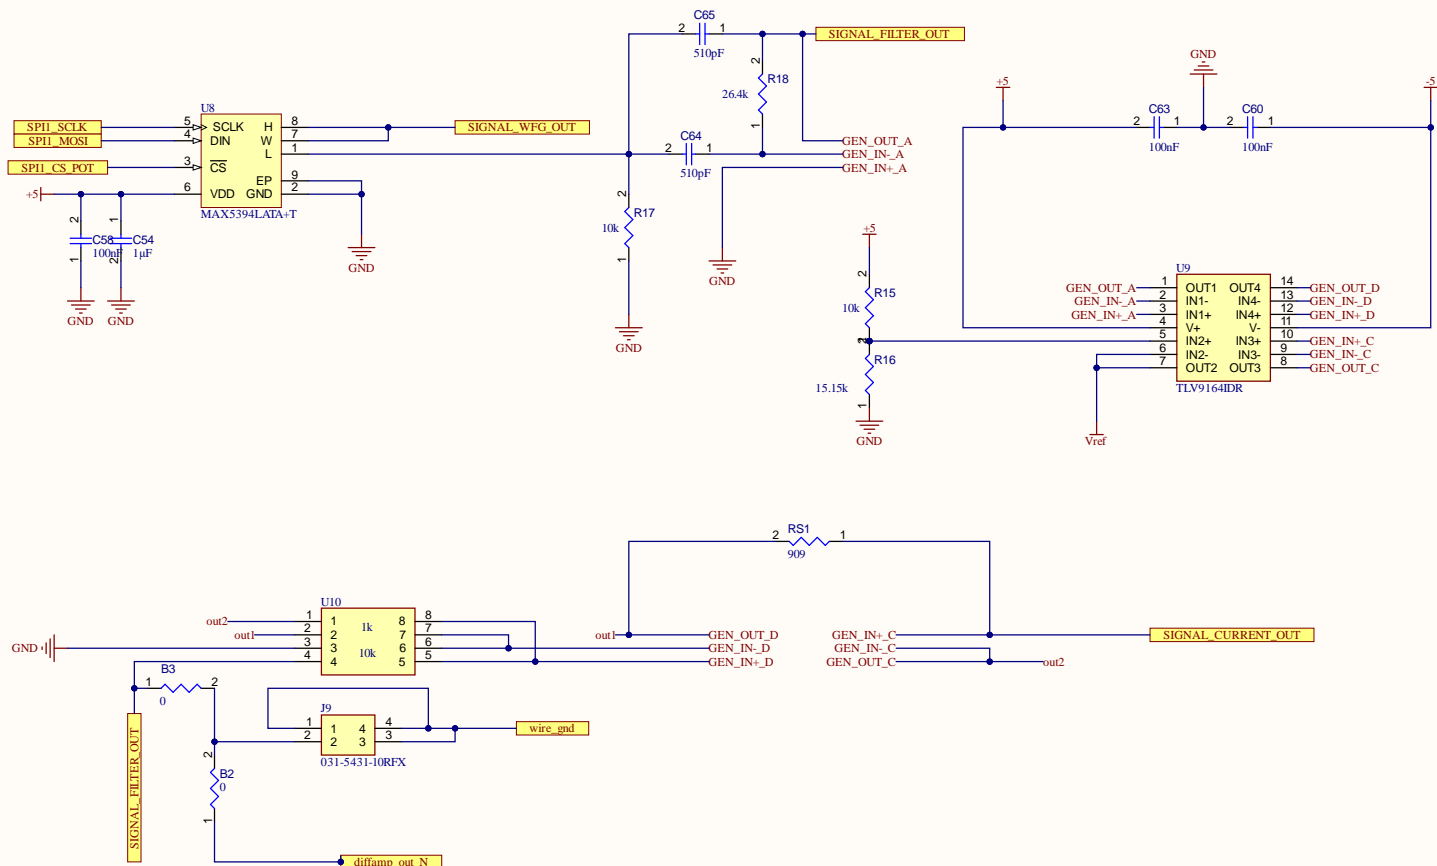 C65
2 1
510pF
SIGNAL_FILTER_OUT
2
R18
26.4k
1
C64
2 1
510pF
GEN_OUT_A
GEN_IN-_A
GEN_IN+_A
GND
U8
SPI1_SCLK 5 SCLK H 8 SIGNAL_WFG_OUT
SPI1_MOSI 4 DIN W 7
L 1
SPI1_CS_POT 3 CS
EP 9
+5 6 VDD GND 2
MAX5394LATA+T
2 C58 100nF 1
1 C54 1µF 2
GND GND
GND
2
R17
10k
1
GND
+5 GND -5
C63 C60
2 1 2 1
100nF 100nF
+5
2
R15
10k
R16
15.15k
1
GND
U9
GEN_OUT_A 1 OUT1 OUT4 14 GEN_OUT_D
GEN_IN-_A 2 IN1- IN4- 13 GEN_IN-_D
GEN_IN+_A 3 IN1+ IN4+ 12 GEN_IN+_D
4 V+ V- 11
5 IN2+ IN3+ 10 GEN_IN+_C
6 IN2- IN3- 9 GEN_IN-_C
7 OUT2 OUT3 8 GEN_OUT_C
TLV9164IDR
Vref
RS1
2 1
909
U10
out2 1 1 1k 8 8
out1 2 2 7 7
GND 3 3 10k 6 6
4 4 5 5
out1 GEN_OUT_D
GEN_IN-_D
GEN_IN+_D
GEN_IN+_C SIGNAL_CURRENT_OUT
GEN_IN-_C
GEN_OUT_C out2
B3
1 2
0
J9
1 1 4 4 wire_gnd
2 2 3 3
031-5431-10RFX
SIGNAL_FILTER_OUT
2
B2
0
1
diffamp_out_N